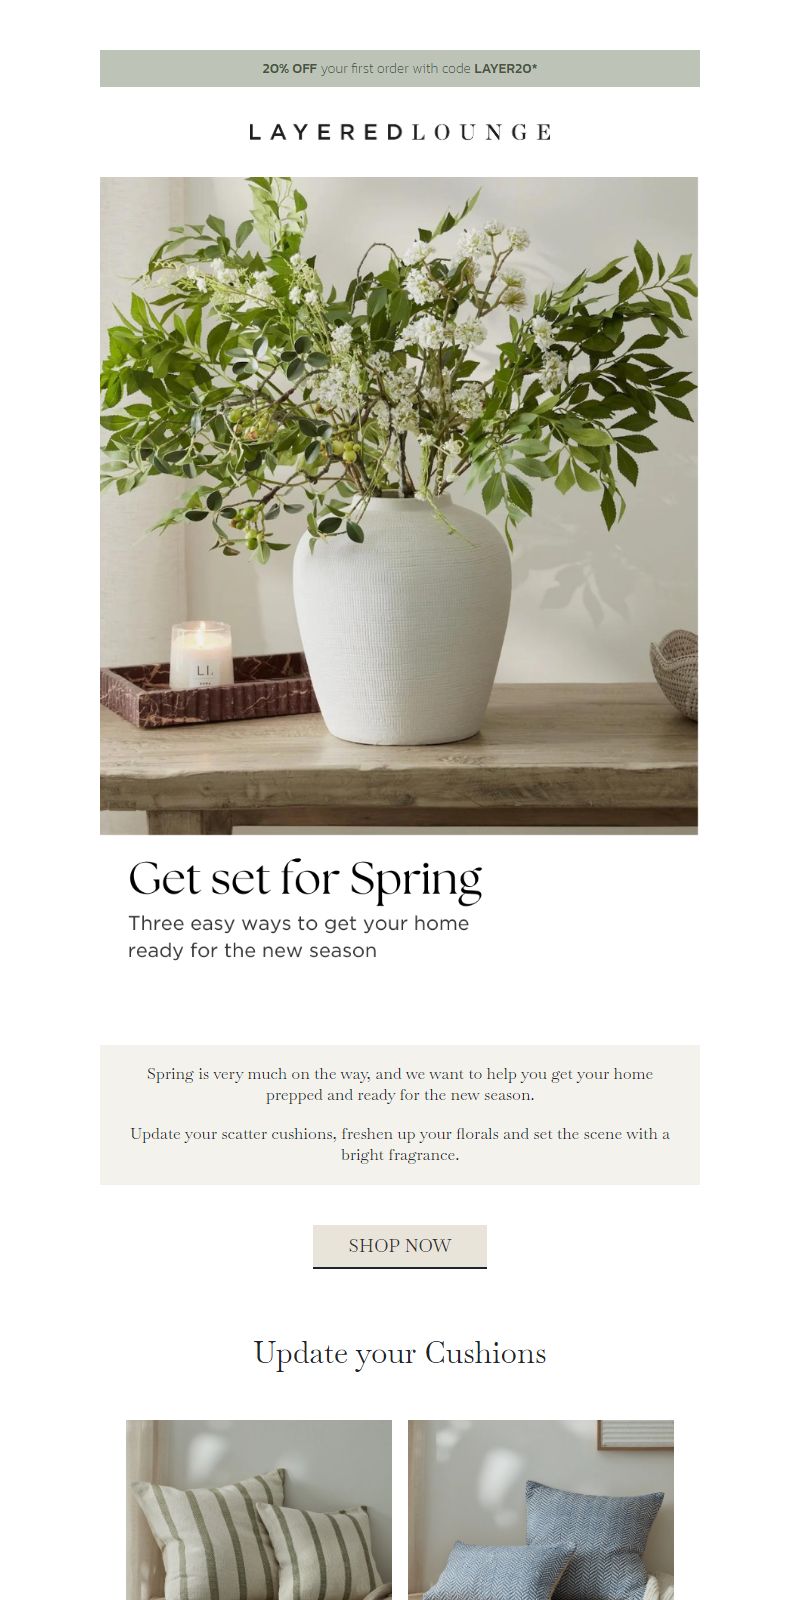 20% OFF your first order with code LAYER20*
LAYEREDLOUNGE
LL
Get set for Spring
Three easy ways to get your home
ready for the new season
Spring is very much on the way, and we want to help you get your home
prepped and ready for the new season.
Update your scatter cushions, freshen up your florals and set the scene with a
bright fragrance.
SHOP NOW
Update your Cushions